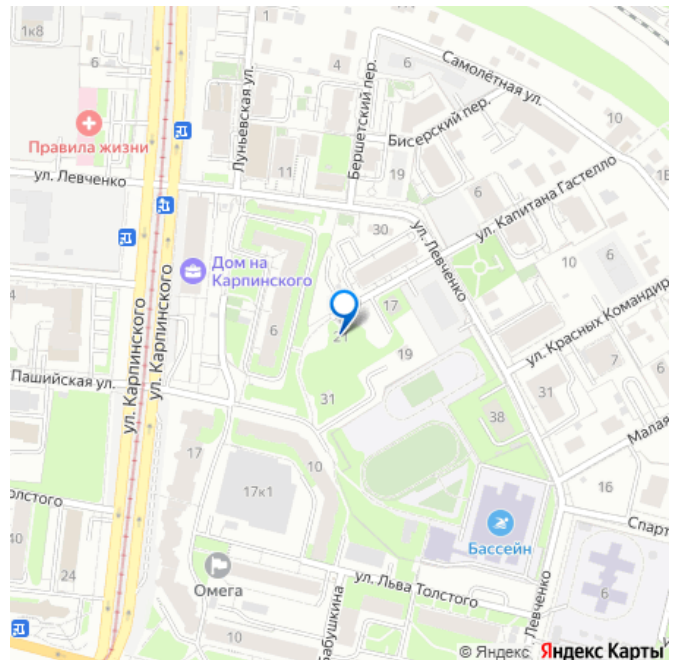 1к8
1
6
4
6
Самолётная ул.
10
Правила жизни
Луньевская ул.
Бершетский пер.
Бисерский пер.
11
19
6
1В
ул. Левченко
ул. Капитана Гастелло
30
ул. Левченко
6
10
Дом на
Карпинского
4
6
21
17
19
ул. Красных Командир
7
6
ул. Карпинского
ул. Карпинского
Пашийская ул.
31
31
38
Малая
17
10
17к1
16
олстого
Спарт
40
24
Бассейн
Омега
ул. Льва Толстого
6
10
абушкина
Левченко
© Яндекс Яндекс Карты